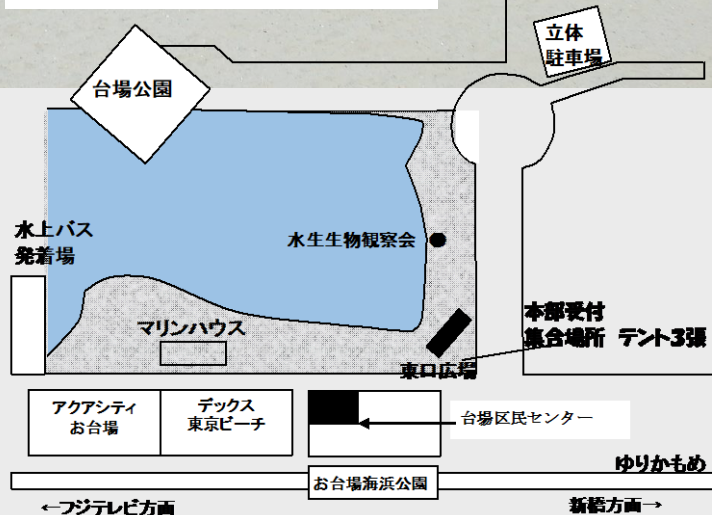 立体
駐車場
台場公園
水上バス
発着場
水生生物観察会
マリンハウス
本部受付
集合場所 テント3張
東口広場
アクアシティ
お台場
デックス
東京ビーチ
台場区民センター
ゆりかもめ
お台場海浜公園
←フジテレビ方面
新橋方面→